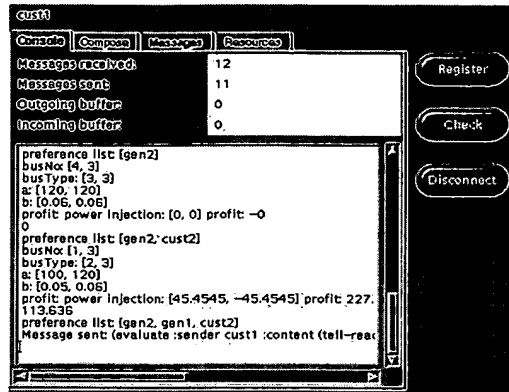 cust1
Console Compose Messages Resources
Messages received: 12
Messages sent: 11
Outgoing buffer: 0
Incoming buffer: 0
Register
Check
Disconnect
preference list: [gen2]
busNo: [4, 3]
busType: [3, 3]
a: [120, 120]
b: [0.06, 0.06]
profit: power injection: [0, 0] profit: -0
0
preference list: [gen2, cust2]
busNo: [1, 3]
busType: [2, 3]
a: [100, 120]
b: [0.05, 0.06]
profit: power injection: [45.4545, -45.4545] profit: 227.
113.636
preference list: [gen2, gen1, cust2]
Message sent: (evaluate :sender cust1 :content (tell-reac